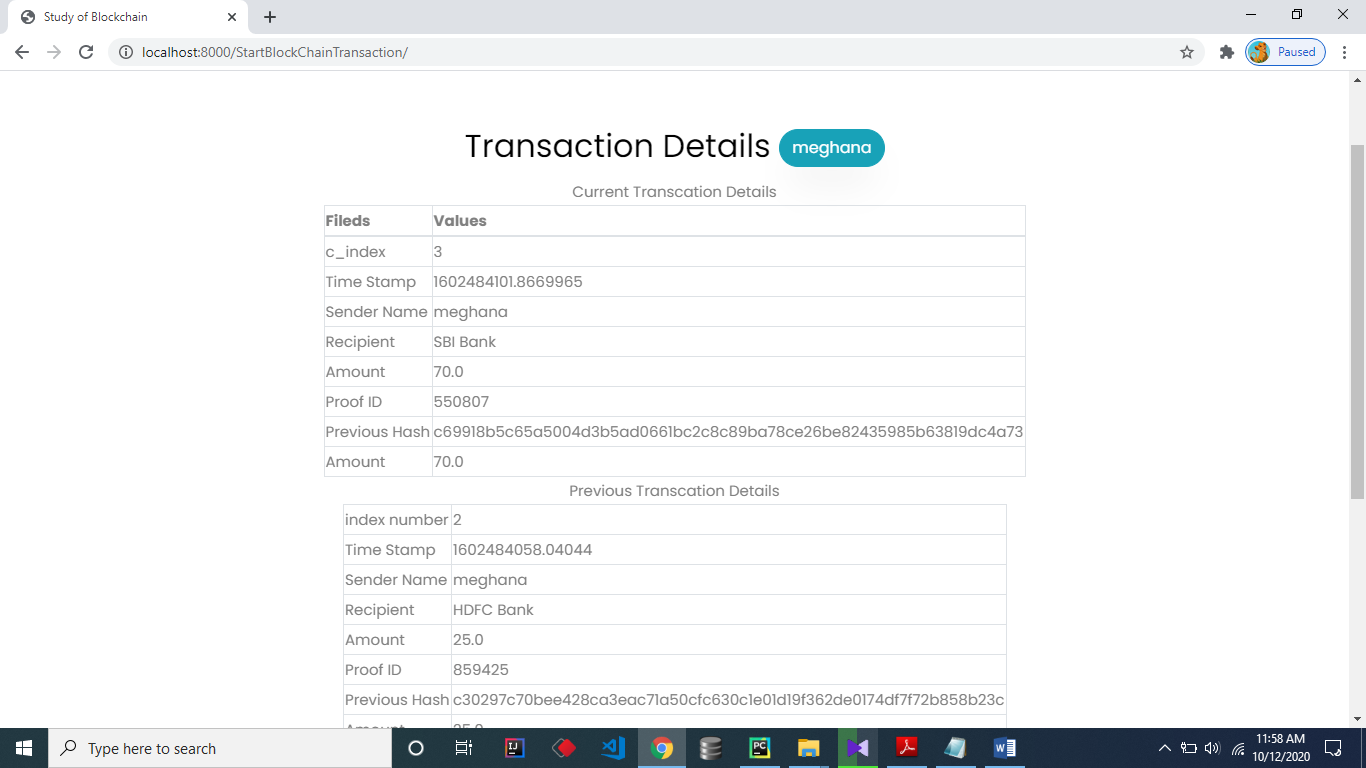 Study of Blockchain
localhost:8000/StartBlockChainTransaction/
Paused
Transaction Details meghana
Current Transcation Details
Fileds Values
c_index 3
Time Stamp 1602484101.8669965
Sender Name meghana
Recipient SBI Bank
Amount 70.0
Proof ID 550807
Previous Hash c69918b5c65a5004d3b5ad0661bc2c8c89ba78ce26be82435985b63819dc4a73
Amount 70.0
Previous Transcation Details
index number 2
Time Stamp 1602484058.04044
Sender Name meghana
Recipient HDFC Bank
Amount 25.0
Proof ID 859425
Previous Hash c30297c70bee428ca3eac71a50cfc630c1e01d19f362de0174df7f72b858b23c
Amount 25.0
Type here to search
11:58 AM
10/12/2020